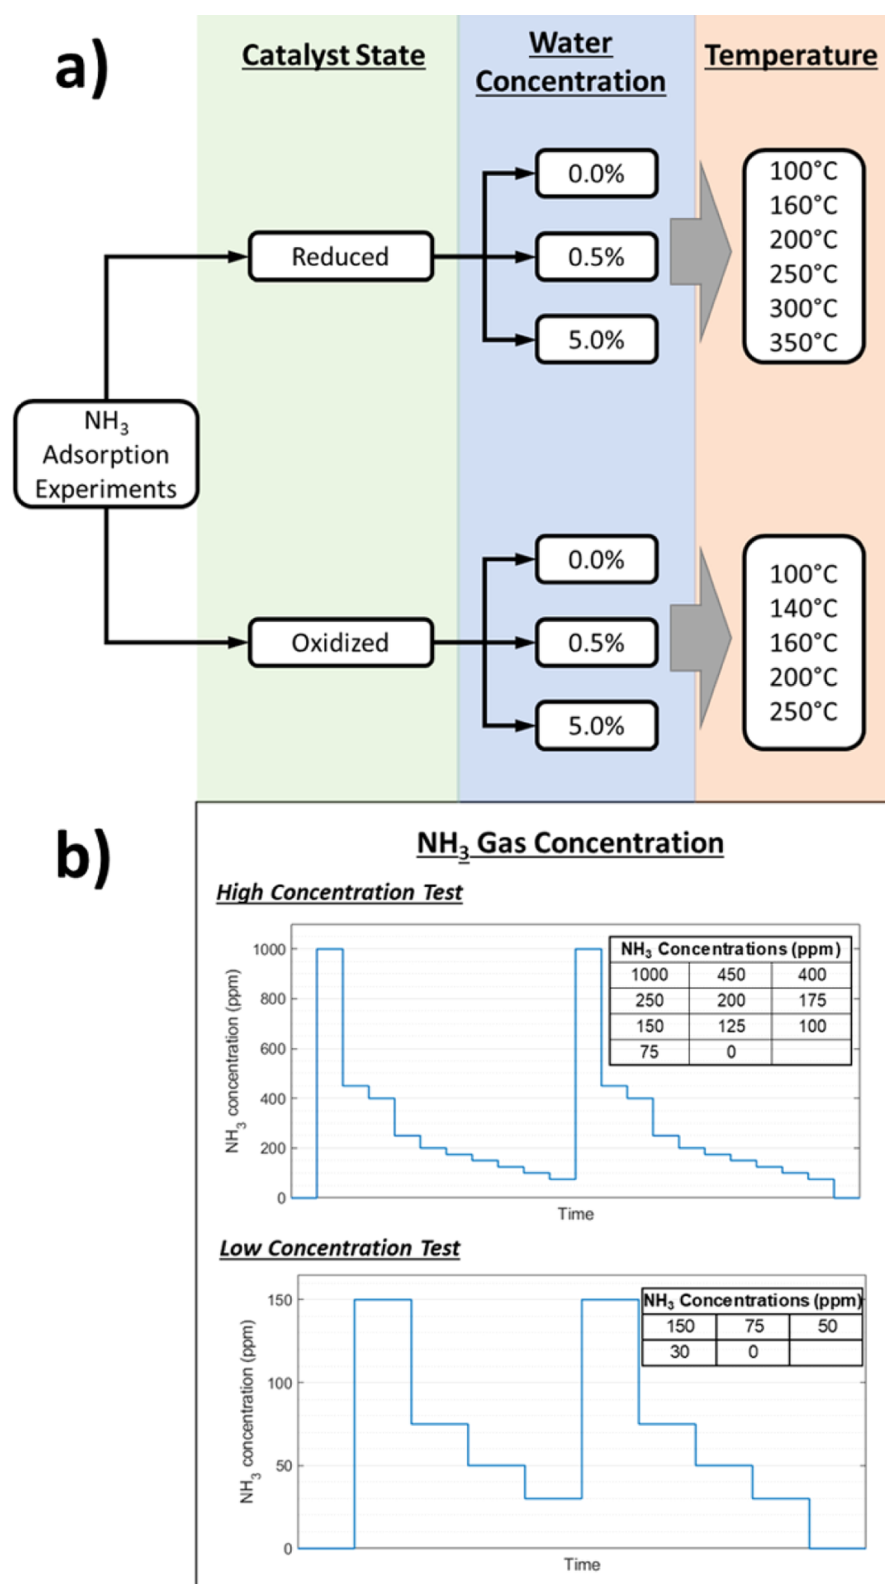 a)
Catalyst State
Water
Concentration
Temperature
NH₃
Adsorption
Experiments
Reduced
0.0%
0.5%
5.0%
100°C
160°C
200°C
250°C
300°C
350°C
Oxidized
0.0%
0.5%
5.0%
100°C
140°C
160°C
200°C
250°C
b)
NH₃ Gas Concentration
High Concentration Test
NH₃ concentration (ppm)
1000
800
600
400
200
0
Time
NH₃ Concentrations (ppm)
1000 450 400
250 200 175
150 125 100
75 0
Low Concentration Test
NH₃ concentration (ppm)
150
100
50
0
Time
NH₃ Concentrations (ppm)
150 75 50
30 0